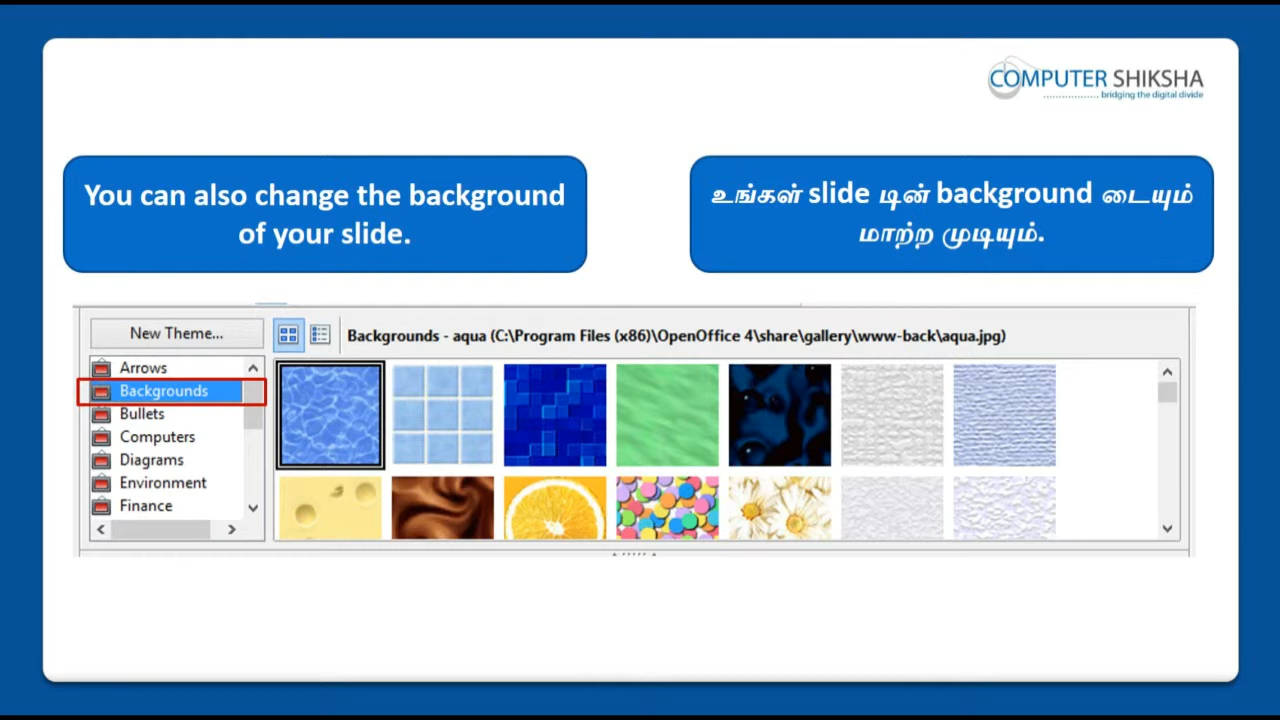 COMPUTER SHIKSHA
bridging the digital divide
You can also change the background
of your slide.
உங்கள் slide டின் background டையும்
மாற்ற முடியும்.
New Theme...
Backgrounds - aqua (C:\Program Files (x86)\OpenOffice 4\share\gallery\www-back\aqua.jpg)
Arrows
Backgrounds
Bullets
Computers
Diagrams
Environment
Finance